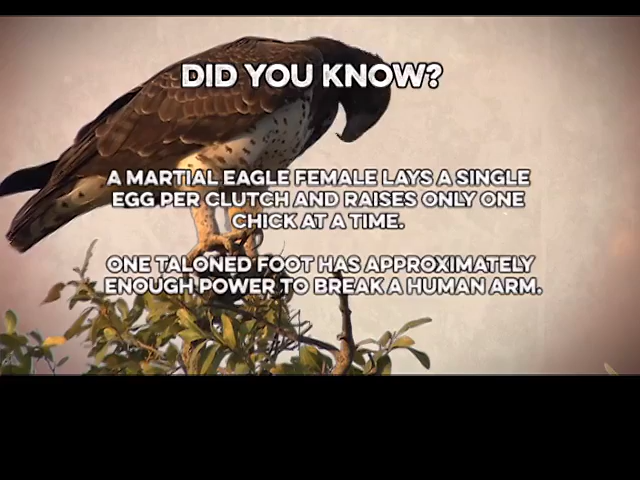 DID YOU KNOW?
A MARTIAL EAGLE FEMALE LAYS A SINGLE
EGG PER CLUTCH AND RAISES ONLY ONE
CHICK AT A TIME.
ONE TALONED FOOT HAS APPROXIMATELY
ENOUGH POWER TO BREAK A HUMAN ARM.